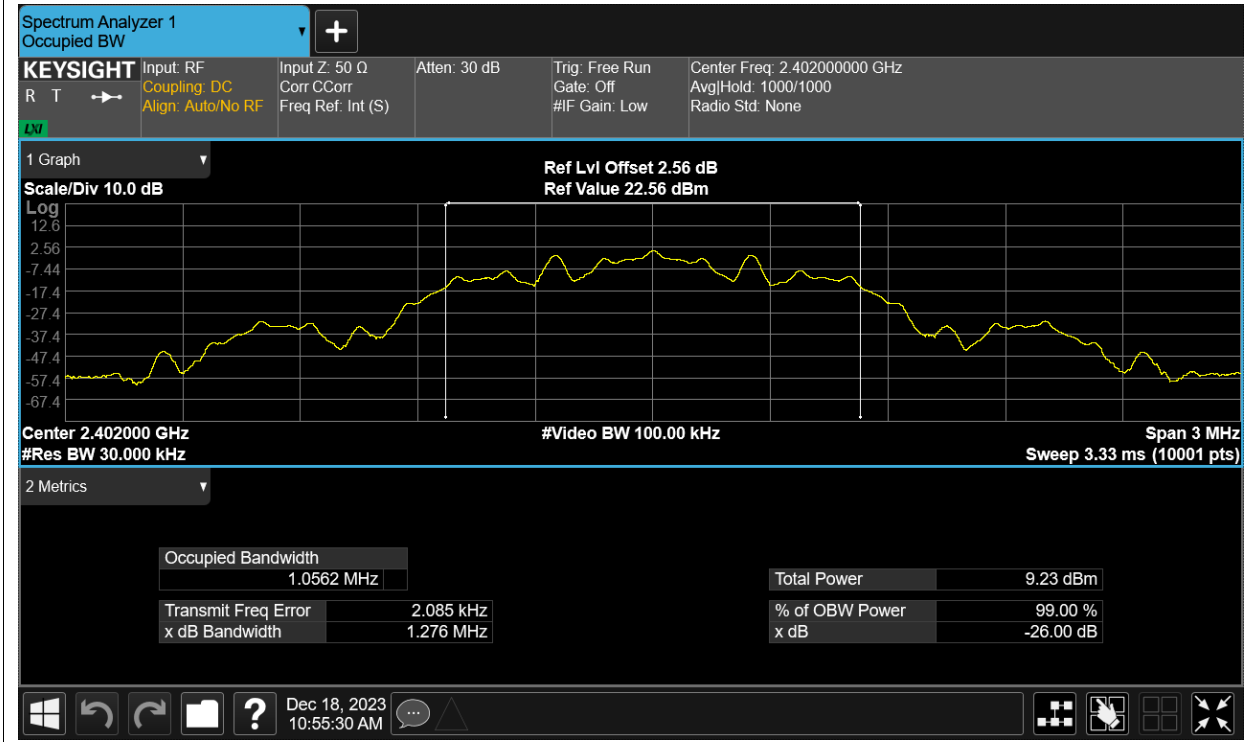 Spectrum Analyzer 1
Occupied BW
KEYSIGHT
R T
LXI
Input: RF
Coupling: DC
Align: Auto/No RF
Input Z: 50 Ω
Corr CCorr
Freq Ref: Int (S)
Atten: 30 dB
Trig: Free Run
Gate: Off
#IF Gain: Low
Center Freq: 2.402000000 GHz
Avg|Hold: 1000/1000
Radio Std: None
1 Graph
Scale/Div 10.0 dB
Ref Lvl Offset 2.56 dB
Ref Value 22.56 dBm
Log
12.6
2.56
-7.44
-17.4
-27.4
-37.4
-47.4
-57.4
-67.4
Center 2.402000 GHz
#Res BW 30.000 kHz
#Video BW 100.00 kHz
Span 3 MHz
Sweep 3.33 ms (10001 pts)
2 Metrics
Occupied Bandwidth
1.0562 MHz
Transmit Freq Error 2.085 kHz
x dB Bandwidth 1.276 MHz
Total Power 9.23 dBm
% of OBW Power 99.00 %
x dB -26.00 dB
?
Dec 18, 2023
10:55:30 AM